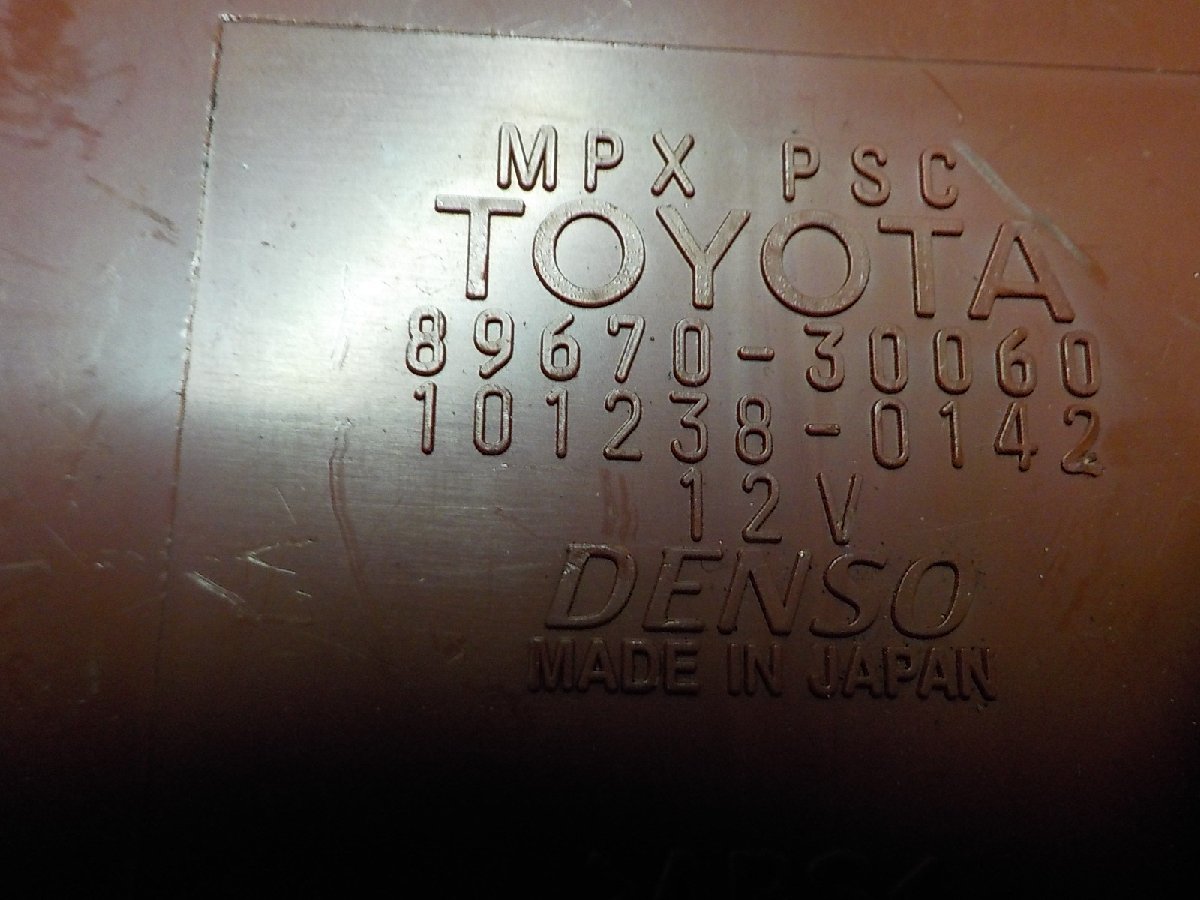 MPX PSC
TOYOTA
89670-30060
101238-0142
12V
DENSO
MADE IN JAPAN